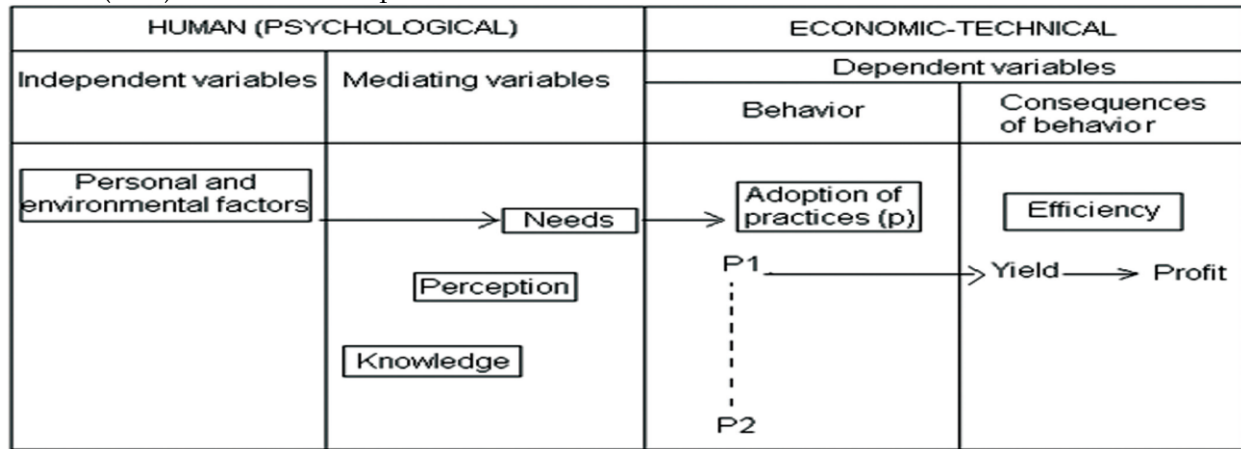 HUMAN (PSYCHOLOGICAL)
ECONOMIC-TECHNICAL
Independent variables
Mediating variables
Dependent variables
Behavior
Consequences
of behavior
Personal and
environmental factors
Needs
Perception
Knowledge
Adoption of
practices (p)
P1
P2
Efficiency
Yield
Profit